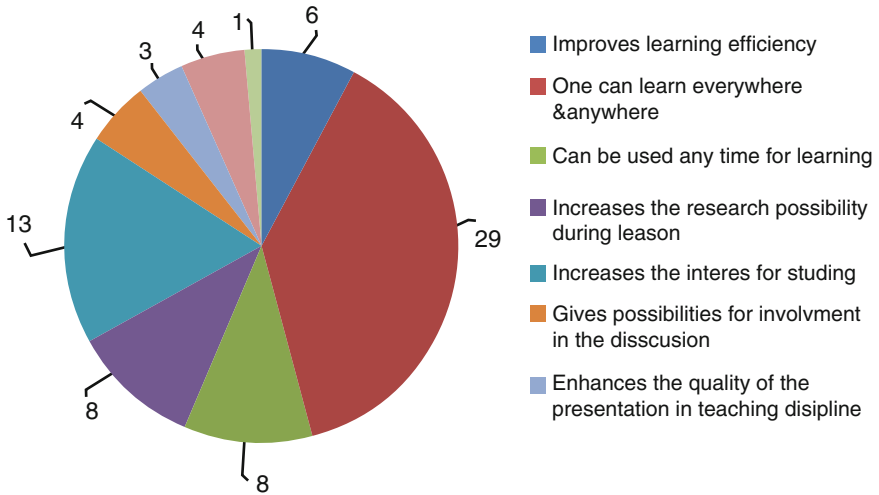 1
6
4
3
4
13
29
8
8
Improves learning efficiency
One can learn everywhere
&anywhere
Can be used any time for learning
Increases the research possibility
during leason
Increases the interes for studing
Gives possibilities for involvment
in the disscusion
Enhances the quality of the
presentation in teaching disipline